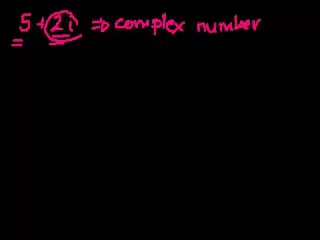 5 + 2i ⇒ complex number